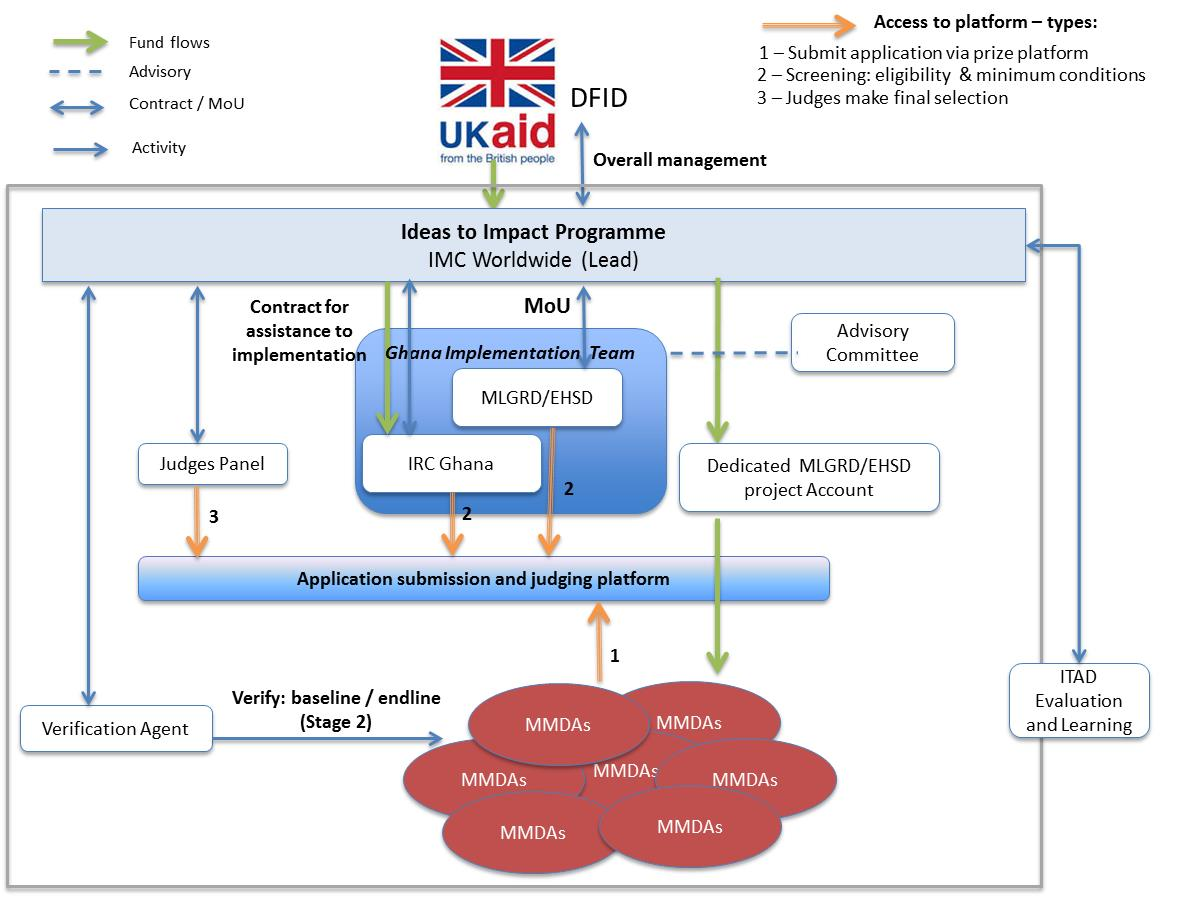 Fund flows
Advisory
Contract / MoU
Activity
UKaid
from the British people
DFID
Overall management
Access to platform – types:
1 – Submit application via prize platform
2 – Screening: eligibility & minimum conditions
3 – Judges make final selection
Ideas to Impact Programme
IMC Worldwide (Lead)
Contract for
assistance to
implementation
MoU
Ghana Implementation Team
MLGRD/EHSD
IRC Ghana
Advisory
Committee
Judges Panel
Dedicated MLGRD/EHSD
project Account
3
2
2
Application submission and judging platform
1
Verify: baseline / endline
(Stage 2)
Verification Agent
ITAD
Evaluation
and Learning
MMDAs
MMDAs
MMDAs
MMDAs
MMDAs
MMDAs
MMDAs